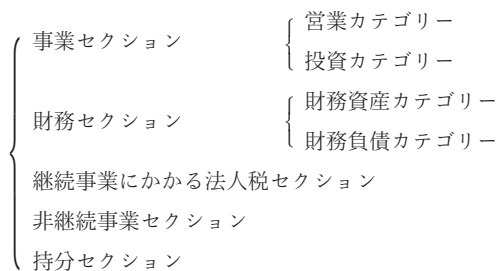 事業セクション
営業カテゴリー
投資カテゴリー
財務セクション
財務資産カテゴリー
財務負債カテゴリー
継続事業にかかる法人税セクション
非継続事業セクション
持分セクション